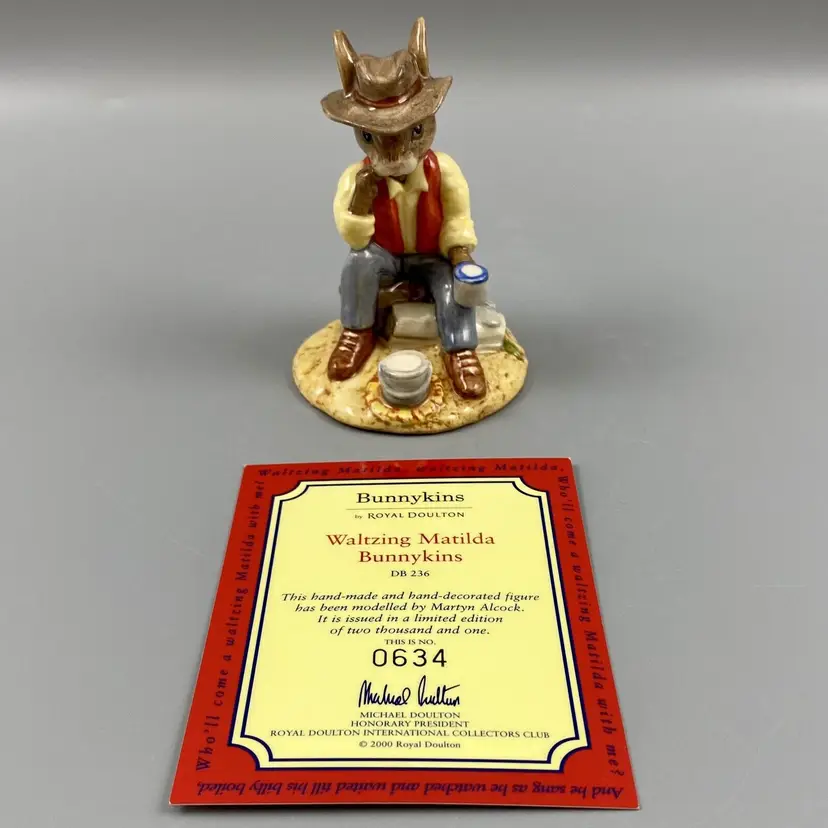 Waltzing Matilda, waltzing Matilda,
Who'll come a waltzing Matilda with me?
And he sang as he watched and waited till his billy boiled,
Who'll come a waltzing Matilda with me!
Bunnykins
by ROYAL DOULTON
Waltzing Matilda
Bunnykins
DB 236
This hand-made and hand-decorated figure
has been modelled by Martyn Alcock.
It is issued in a limited edition
of two thousand and one.
THIS IS NO.
0634
Michael Doulton
MICHAEL DOULTON
HONORARY PRESIDENT
ROYAL DOULTON INTERNATIONAL COLLECTORS CLUB
© 2000 Royal Doulton